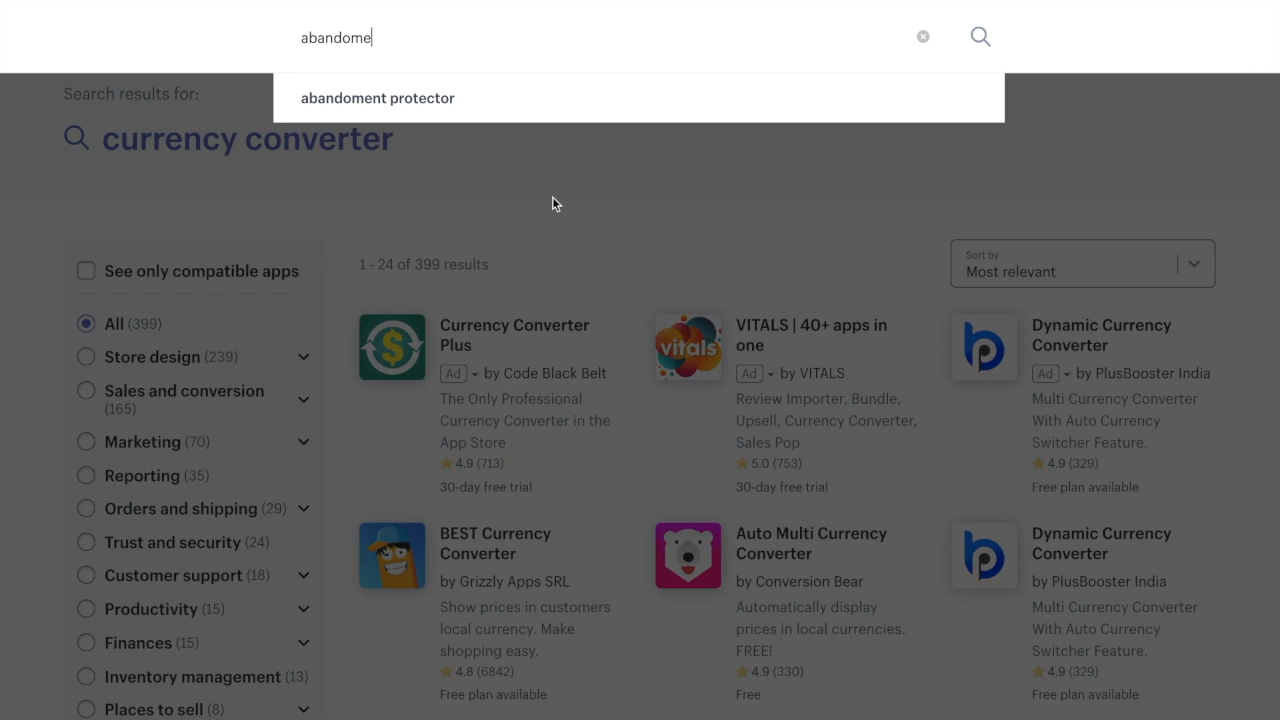 abandome
abandoment protector
Search results for:
currency converter
See only compatible apps
All (399)
Store design (239)
Sales and conversion
(165)
Marketing (70)
Reporting (35)
Orders and shipping (29)
Trust and security (24)
Customer support (18)
Productivity (15)
Finances (15)
Inventory management (13)
Places to sell (8)
1 - 24 of 399 results
Sort by
Most relevant
Currency Converter
Plus
Ad by Code Black Belt
The Only Professional
Currency Converter in the
App Store
4.9 (713)
30-day free trial
vitals
VITALS | 40+ apps in
one
Ad by VITALS
Review Importer, Bundle,
Upsell, Currency Converter,
Sales Pop
5.0 (753)
30-day free trial
Dynamic Currency
Converter
Ad by PlusBooster India
Multi Currency Converter
With Auto Currency
Switcher Feature.
4.9 (329)
Free plan available
BEST Currency
Converter
by Grizzly Apps SRL
Show prices in customers
local currency. Make
shopping easy.
4.8 (6842)
Free plan available
Auto Multi Currency
Converter
by Conversion Bear
Automatically display
prices in local currencies.
FREE!
4.9 (330)
Free
Dynamic Currency
Converter
by PlusBooster India
Multi Currency Converter
With Auto Currency
Switcher Feature.
4.9 (329)
Free plan available